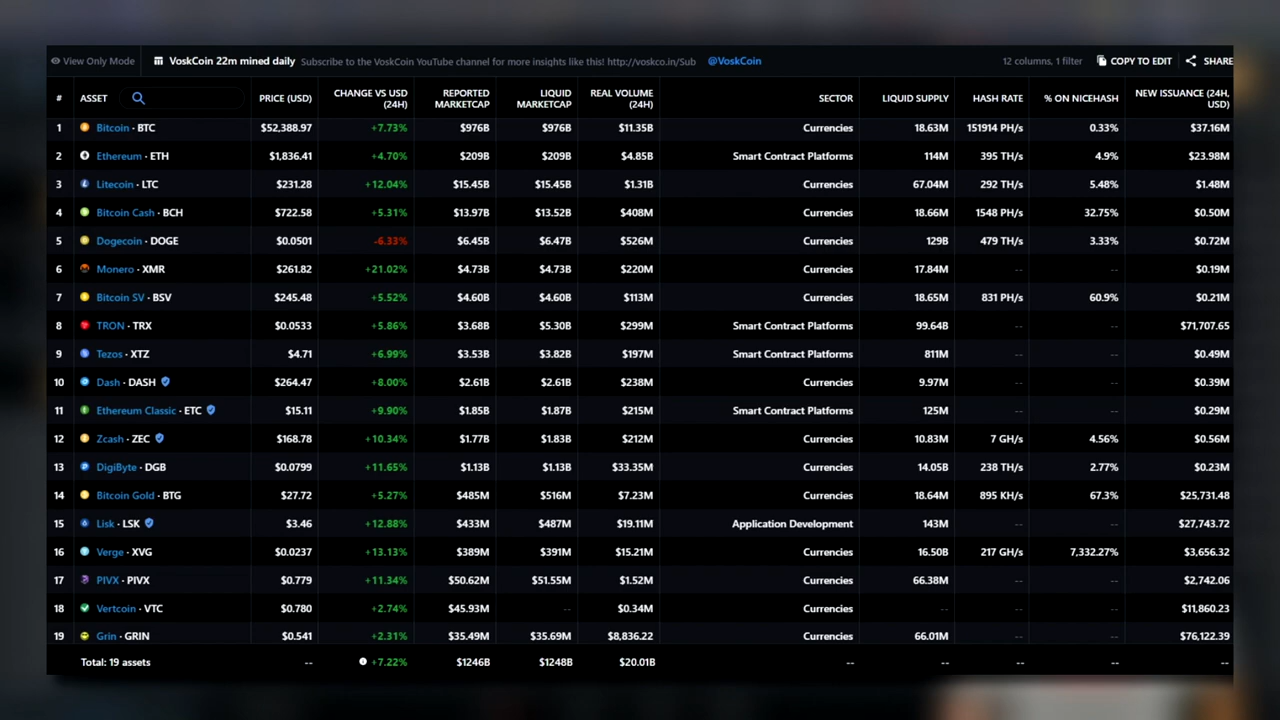 View Only Mode VoskCoin 22m mined daily Subscribe to the VoskCoin YouTube channel for more insights like this! http://voskco.in/Sub @VoskCoin 12 columns, 1 filter COPY TO EDIT SHARE
# ASSET PRICE (USD) CHANGE VS USD (24H) REPORTED MARKETCAP LIQUID MARKETCAP REAL VOLUME (24H) SECTOR LIQUID SUPPLY HASH RATE % ON NICEHASH NEW ISSUANCE (24H, USD)
1 Bitcoin · BTC $52,388.97 +7.73% $976B $976B $11.35B Currencies 18.63M 151914 PH/s 0.33% $37.16M
2 Ethereum · ETH $1,836.41 +4.70% $209B $209B $4.85B Smart Contract Platforms 114M 395 TH/s 4.9% $23.98M
3 Litecoin · LTC $231.28 +12.04% $15.45B $15.45B $1.31B Currencies 67.04M 292 TH/s 5.48% $1.48M
4 Bitcoin Cash · BCH $722.58 +5.31% $13.97B $13.52B $408M Currencies 18.66M 1548 PH/s 32.75% $0.50M
5 Dogecoin · DOGE $0.0501 -6.33% $6.45B $6.47B $526M Currencies 129B 479 TH/s 3.33% $0.72M
6 Monero · XMR $261.82 +21.02% $4.73B $4.73B $220M Currencies 17.84M -- -- $0.19M
7 Bitcoin SV · BSV $245.48 +5.52% $4.60B $4.60B $113M Currencies 18.65M 831 PH/s 60.9% $0.21M
8 TRON · TRX $0.0533 +5.86% $3.68B $5.30B $299M Smart Contract Platforms 99.64B -- -- $71,707.65
9 Tezos · XTZ $4.71 +6.99% $3.53B $3.82B $197M Smart Contract Platforms 811M -- -- $0.49M
10 Dash · DASH $264.47 +8.00% $2.61B $2.61B $238M Currencies 9.97M -- -- $0.39M
11 Ethereum Classic · ETC $15.11 +9.90% $1.85B $1.87B $215M Smart Contract Platforms 125M -- -- $0.29M
12 Zcash · ZEC $168.78 +10.34% $1.77B $1.83B $212M Currencies 10.83M 7 GH/s 4.56% $0.56M
13 DigiByte · DGB $0.0799 +11.65% $1.13B $1.13B $33.35M Currencies 14.05B 238 TH/s 2.77% $0.23M
14 Bitcoin Gold · BTG $27.72 +5.27% $485M $516M $7.23M Currencies 18.64M 895 KH/s 67.3% $25,731.48
15 Lisk · LSK $3.46 +12.88% $433M $487M $19.11M Application Development 143M -- -- $27,743.72
16 Verge · XVG $0.0237 +13.13% $389M $391M $15.21M Currencies 16.50B 217 GH/s 7,332.27% $3,656.32
17 PIVX · PIVX $0.779 +11.34% $50.62M $51.55M $1.52M Currencies 66.38M -- -- $2,742.06
18 Vertcoin · VTC $0.780 +2.74% $45.93M -- $0.34M Currencies -- -- -- $11,860.23
19 Grin · GRIN $0.541 +2.31% $35.49M $35.69M $8,836.22 Currencies 66.01M -- -- $76,122.39
Total: 19 assets -- +7.22% $1246B $1248B $20.01B -- -- -- -- --